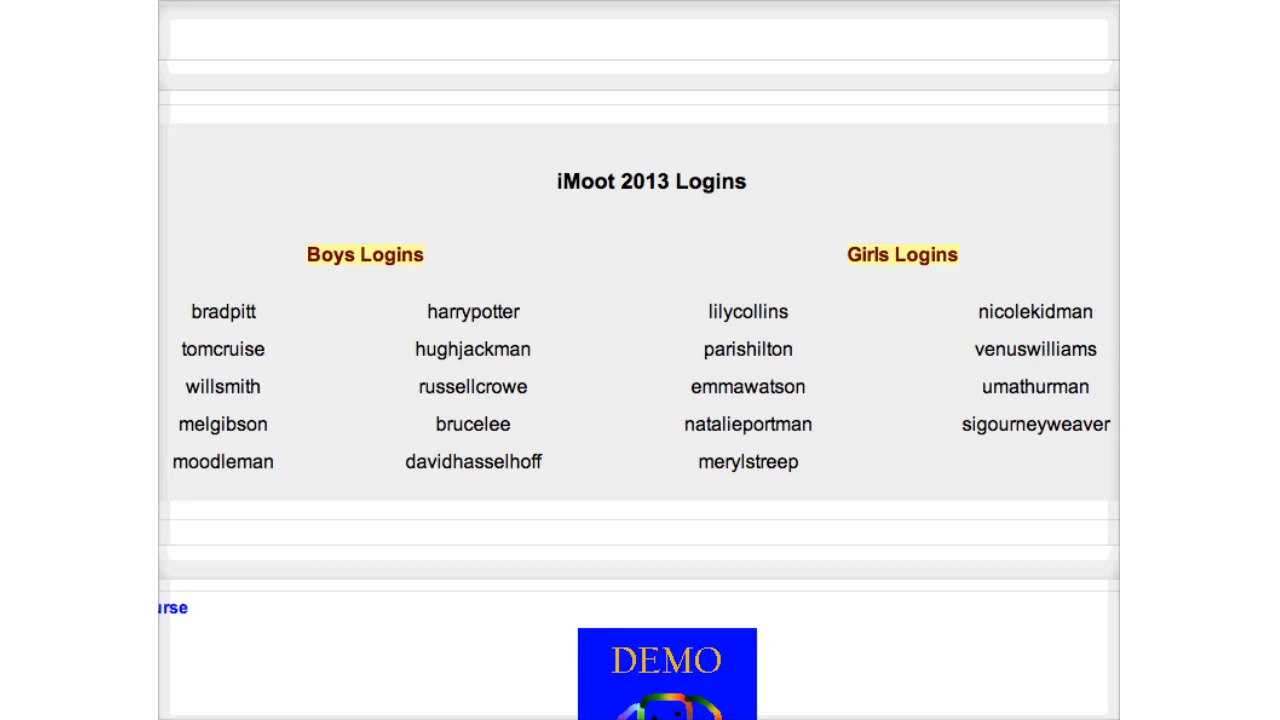 iMoot 2013 Logins
Boys Logins Girls Logins
bradpitt harrypotter lilycollins nicolekidman
tomcruise hughjackman parishilton venuswilliams
willsmith russellcrowe emmawatson umathurman
melgibson brucelee natalieportman sigourneyweaver
moodleman davidhasselhoff merylstreep
urse
DEMO